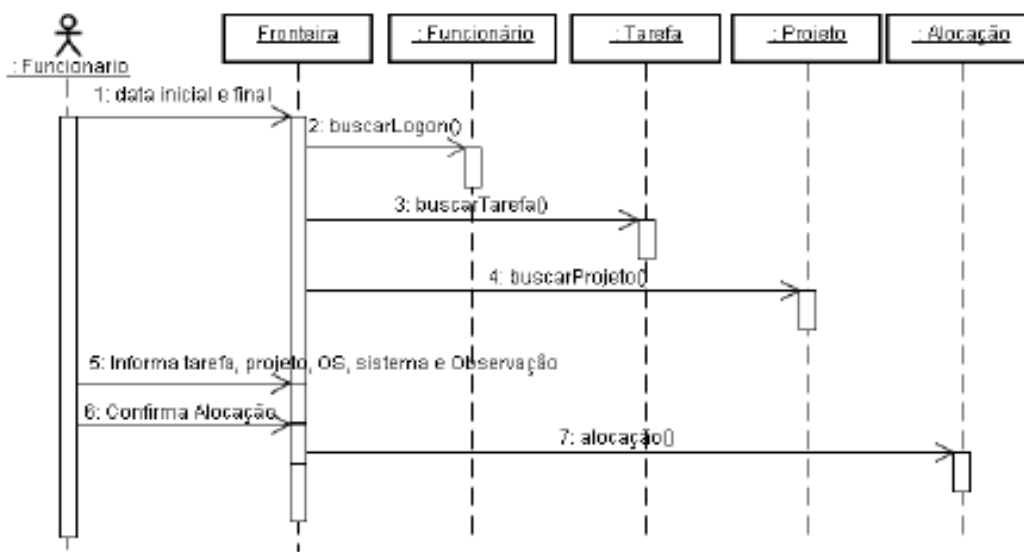 Fronteira
: Funcionário
: Tarefa
: Projeto
: Alocação
: Funcionario
1: data inicial e final
2: buscarLogon()
3: buscarTarefa()
4: buscarProjeto()
5: Informa tarefa, projeto, OS, sistema e Observação
6: Confirma Alocação
7: alocação()